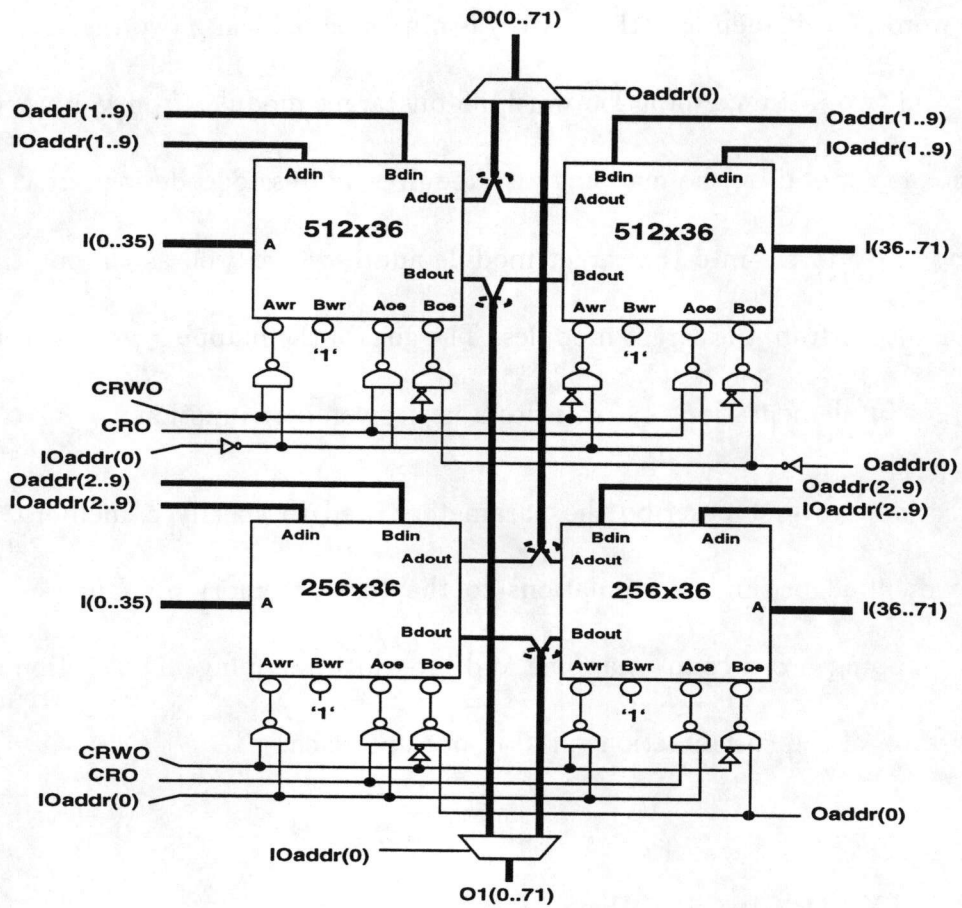 O0(0..71)
Oaddr(0)
Oaddr(1..9)
IOaddr(1..9)
Oaddr(1..9)
IOaddr(1..9)
Adin Bdin
Bdin Adin
Adout
Adout
512x36
512x36
I(0..35)
A
A
I(36..71)
Bdout
Bdout
Awr Bwr Aoe Boe
Awr Bwr Aoe Boe
'1'
'1'
CRWO
CRO
IOaddr(0)
Oaddr(0)
Oaddr(2..9)
IOaddr(2..9)
Oaddr(2..9)
IOaddr(2..9)
Adin Bdin
Bdin Adin
Adout
Adout
256x36
256x36
I(0..35)
A
A
I(36..71)
Bdout
Bdout
Awr Bwr Aoe Boe
Awr Bwr Aoe Boe
'1'
'1'
CRWO
CRO
IOaddr(0)
Oaddr(0)
IOaddr(0)
O1(0..71)